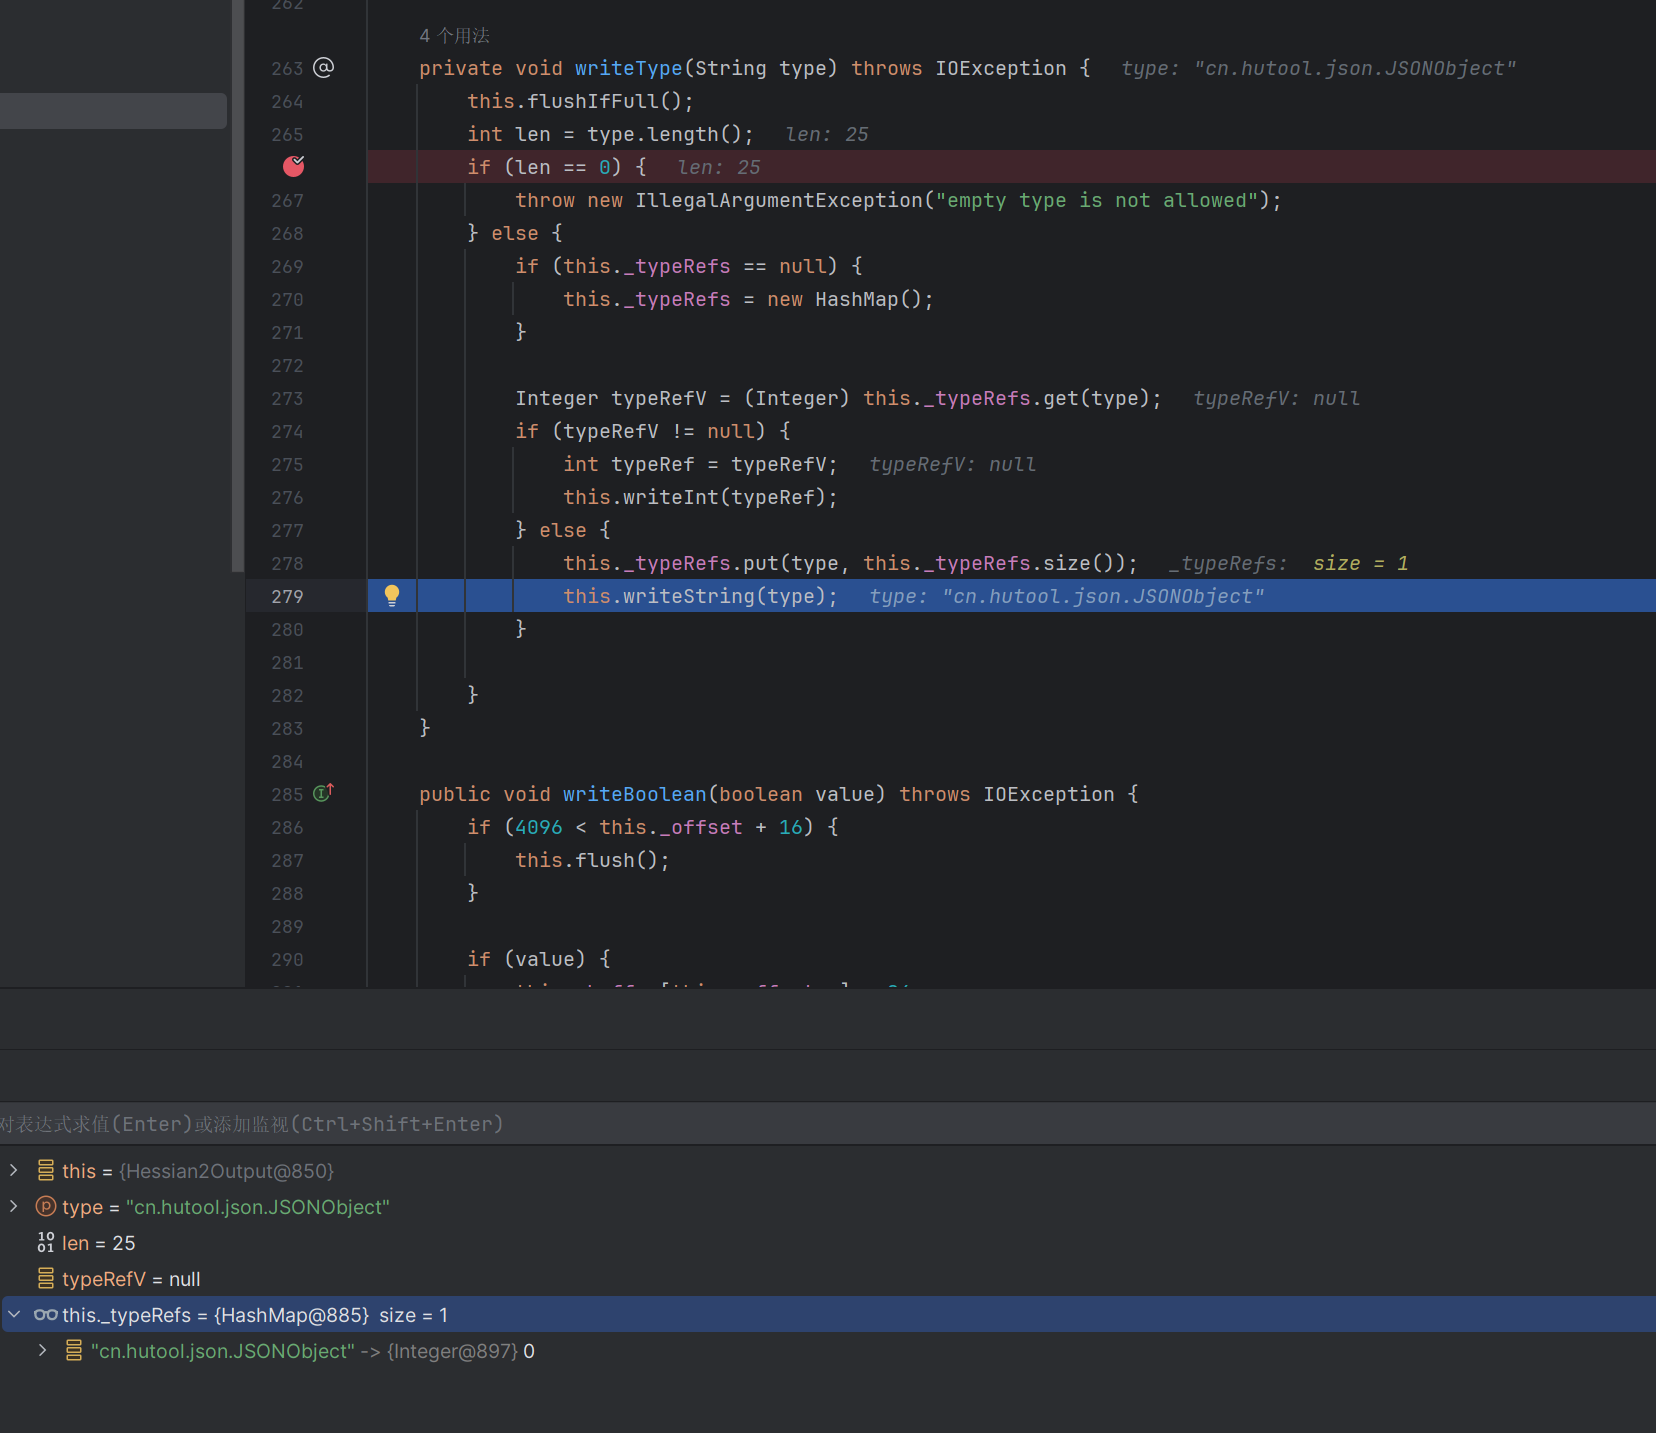 262
4 个用法
263 private void writeType(String type) throws IOException { type: "cn.hutool.json.JSONObject"
264 this.flushIfFull();
265 int len = type.length(); len: 25
if (len == 0) { len: 25
267 throw new IllegalArgumentException("empty type is not allowed");
268 } else {
269 if (this._typeRefs == null) {
270 this._typeRefs = new HashMap();
271 }
272
273 Integer typeRefV = (Integer) this._typeRefs.get(type); typeRefV: null
274 if (typeRefV != null) {
275 int typeRef = typeRefV; typeRefV: null
276 this.writeInt(typeRef);
277 } else {
278 this._typeRefs.put(type, this._typeRefs.size()); _typeRefs: size = 1
279 this.writeString(type); type: "cn.hutool.json.JSONObject"
280 }
281
282 }
283 }
284
285 public void writeBoolean(boolean value) throws IOException {
286 if (4096 < this._offset + 16) {
287 this.flush();
288 }
289
290 if (value) {
对表达式求值(Enter)或添加监视(Ctrl+Shift+Enter)
this = {Hessian2Output@850}
type = "cn.hutool.json.JSONObject"
len = 25
typeRefV = null
this._typeRefs = {HashMap@885} size = 1
"cn.hutool.json.JSONObject" -> {Integer@897} 0